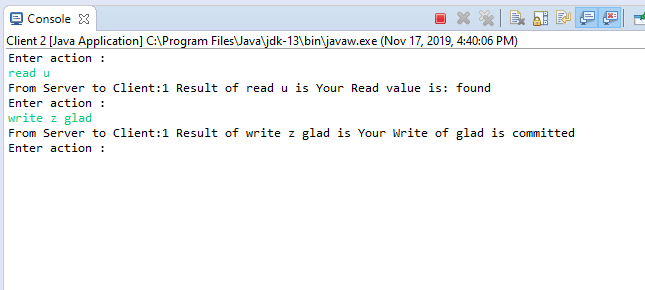 Console
Client 2 [Java Application] C:\Program Files\Java\jdk-13\bin\javaw.exe (Nov 17, 2019, 4:40:06 PM)
Enter action :
read u
From Server to Client:1 Result of read u is Your Read value is: found
Enter action :
write z glad
From Server to Client:1 Result of write z glad is Your Write of glad is committed
Enter action :